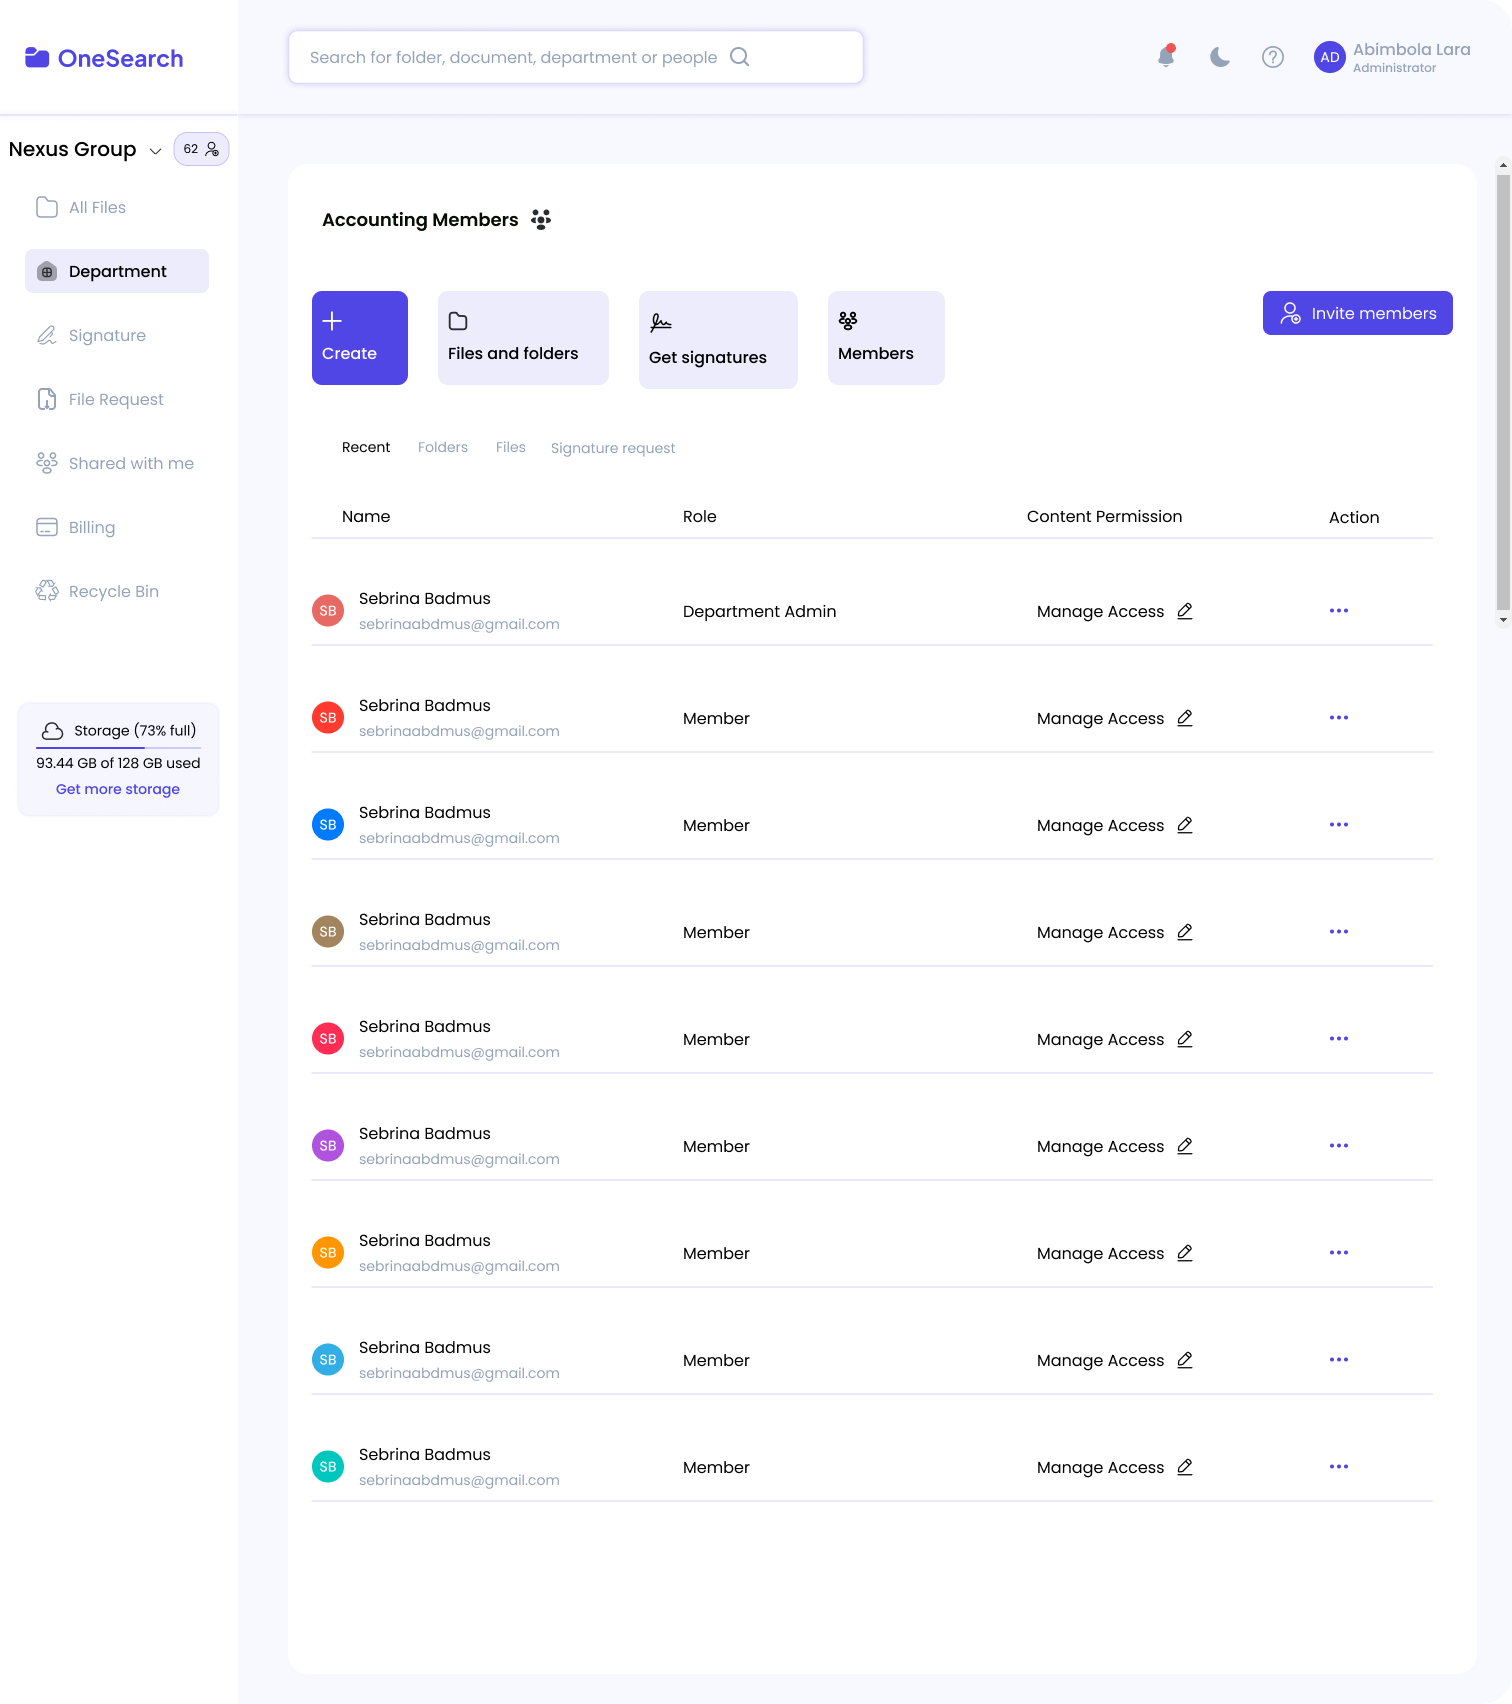 OneSearch
Search for folder, document, department or people
AD
Abimbola Lara
Administrator
Nexus Group
62
All Files
Department
Signature
File Request
Shared with me
Billing
Recycle Bin
Storage (73% full)
93.44 GB of 128 GB used
Get more storage
Accounting Members
Create
Files and folders
Get signatures
Members
Invite members
Recent Folders Files Signature request
Name Role Content Permission Action
SB
Sebrina Badmus
sebrinaabdmus@gmail.com
Department Admin
Manage Access
SB
Sebrina Badmus
sebrinaabdmus@gmail.com
Member
Manage Access
SB
Sebrina Badmus
sebrinaabdmus@gmail.com
Member
Manage Access
SB
Sebrina Badmus
sebrinaabdmus@gmail.com
Member
Manage Access
SB
Sebrina Badmus
sebrinaabdmus@gmail.com
Member
Manage Access
SB
Sebrina Badmus
sebrinaabdmus@gmail.com
Member
Manage Access
SB
Sebrina Badmus
sebrinaabdmus@gmail.com
Member
Manage Access
SB
Sebrina Badmus
sebrinaabdmus@gmail.com
Member
Manage Access
SB
Sebrina Badmus
sebrinaabdmus@gmail.com
Member
Manage Access